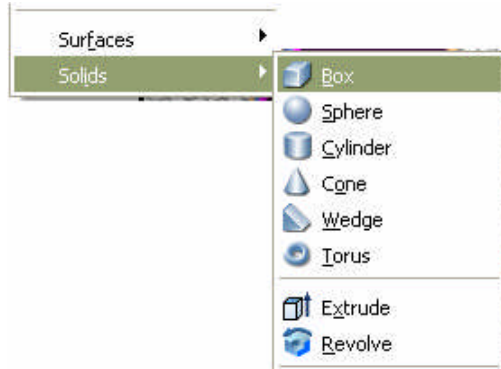 Surfaces
Solids
Box
Sphere
Cylinder
Cone
Wedge
Torus
Extrude
Revolve